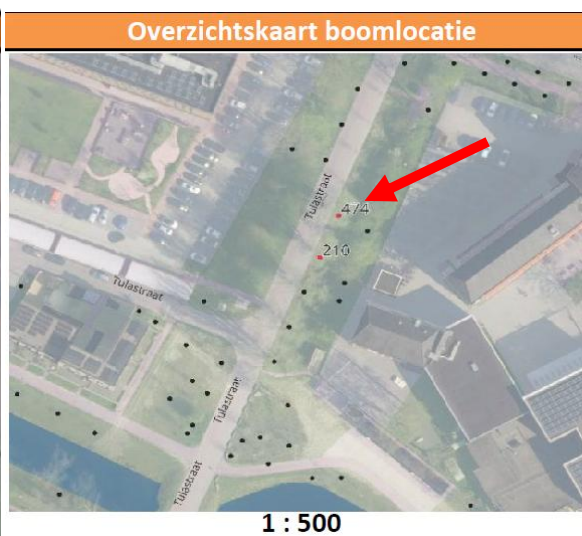 Overzichtskaart boomlocatie
Tulastraat
474
210
Tulastraat
Tulastraat
Tulastraat
1 : 500